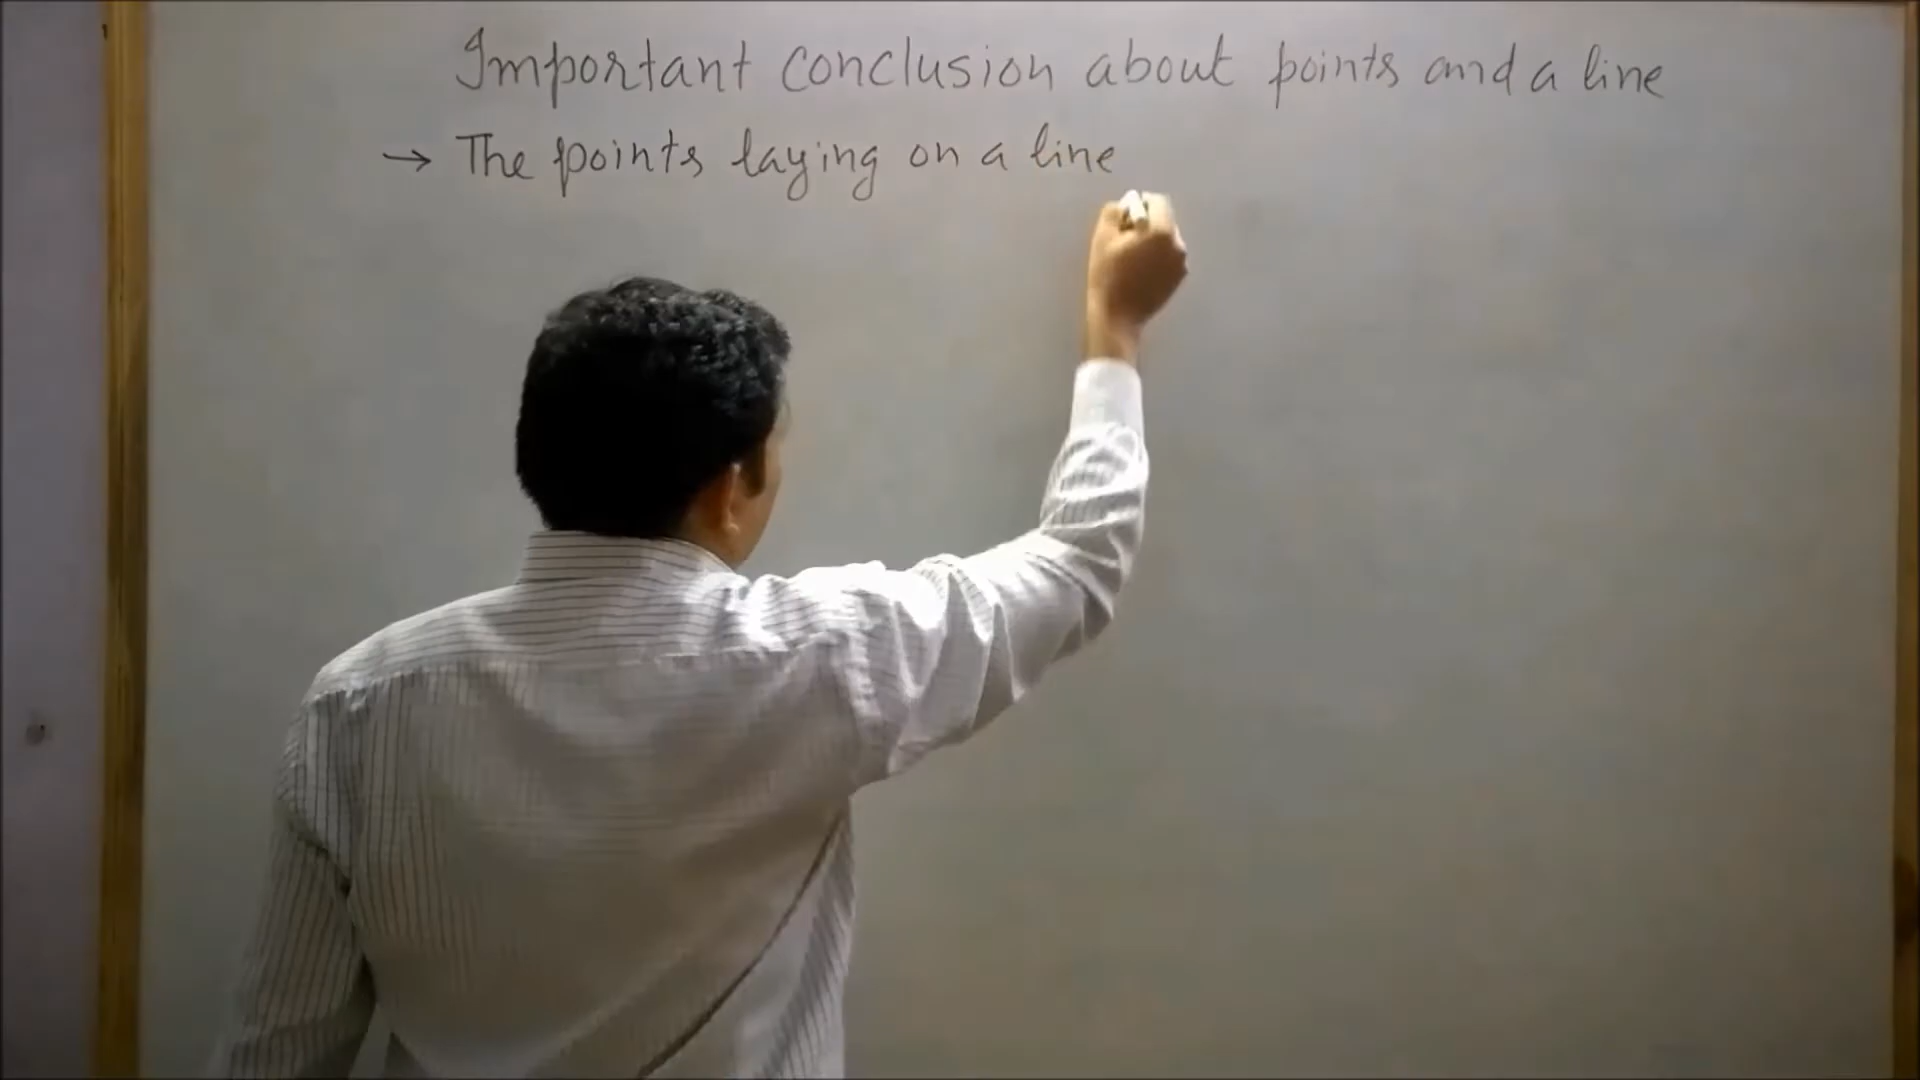 Important conclusion about points and a line
→ The points laying on a line